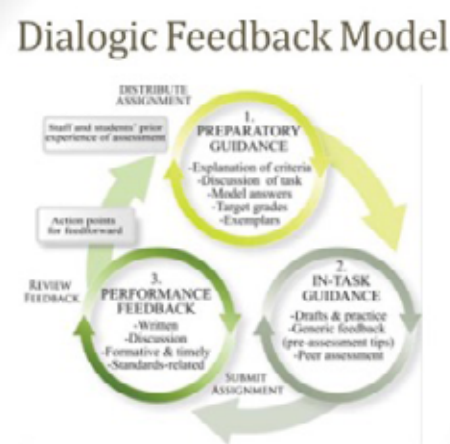 Dialogic Feedback Model
DISTRIBUTE
ASSIGNMENT
1.
PREPARATORY
GUIDANCE
-Explanation of criteria
-Discussion of task
-Model answers
-Target grades
-Exemplars
Staff and students' prior
experience of assessment
Action points
for feedforward
2.
IN-TASK
GUIDANCE
-Drafts & practice
-Generic feedback
(pre-assessment tips)
-Peer assessment
REVIEW
FEEDBACK
3.
PERFORMANCE
FEEDBACK
-Written
-Discussion
-Formative & timely
-Standards-related
SUBMIT
ASSIGNMENT